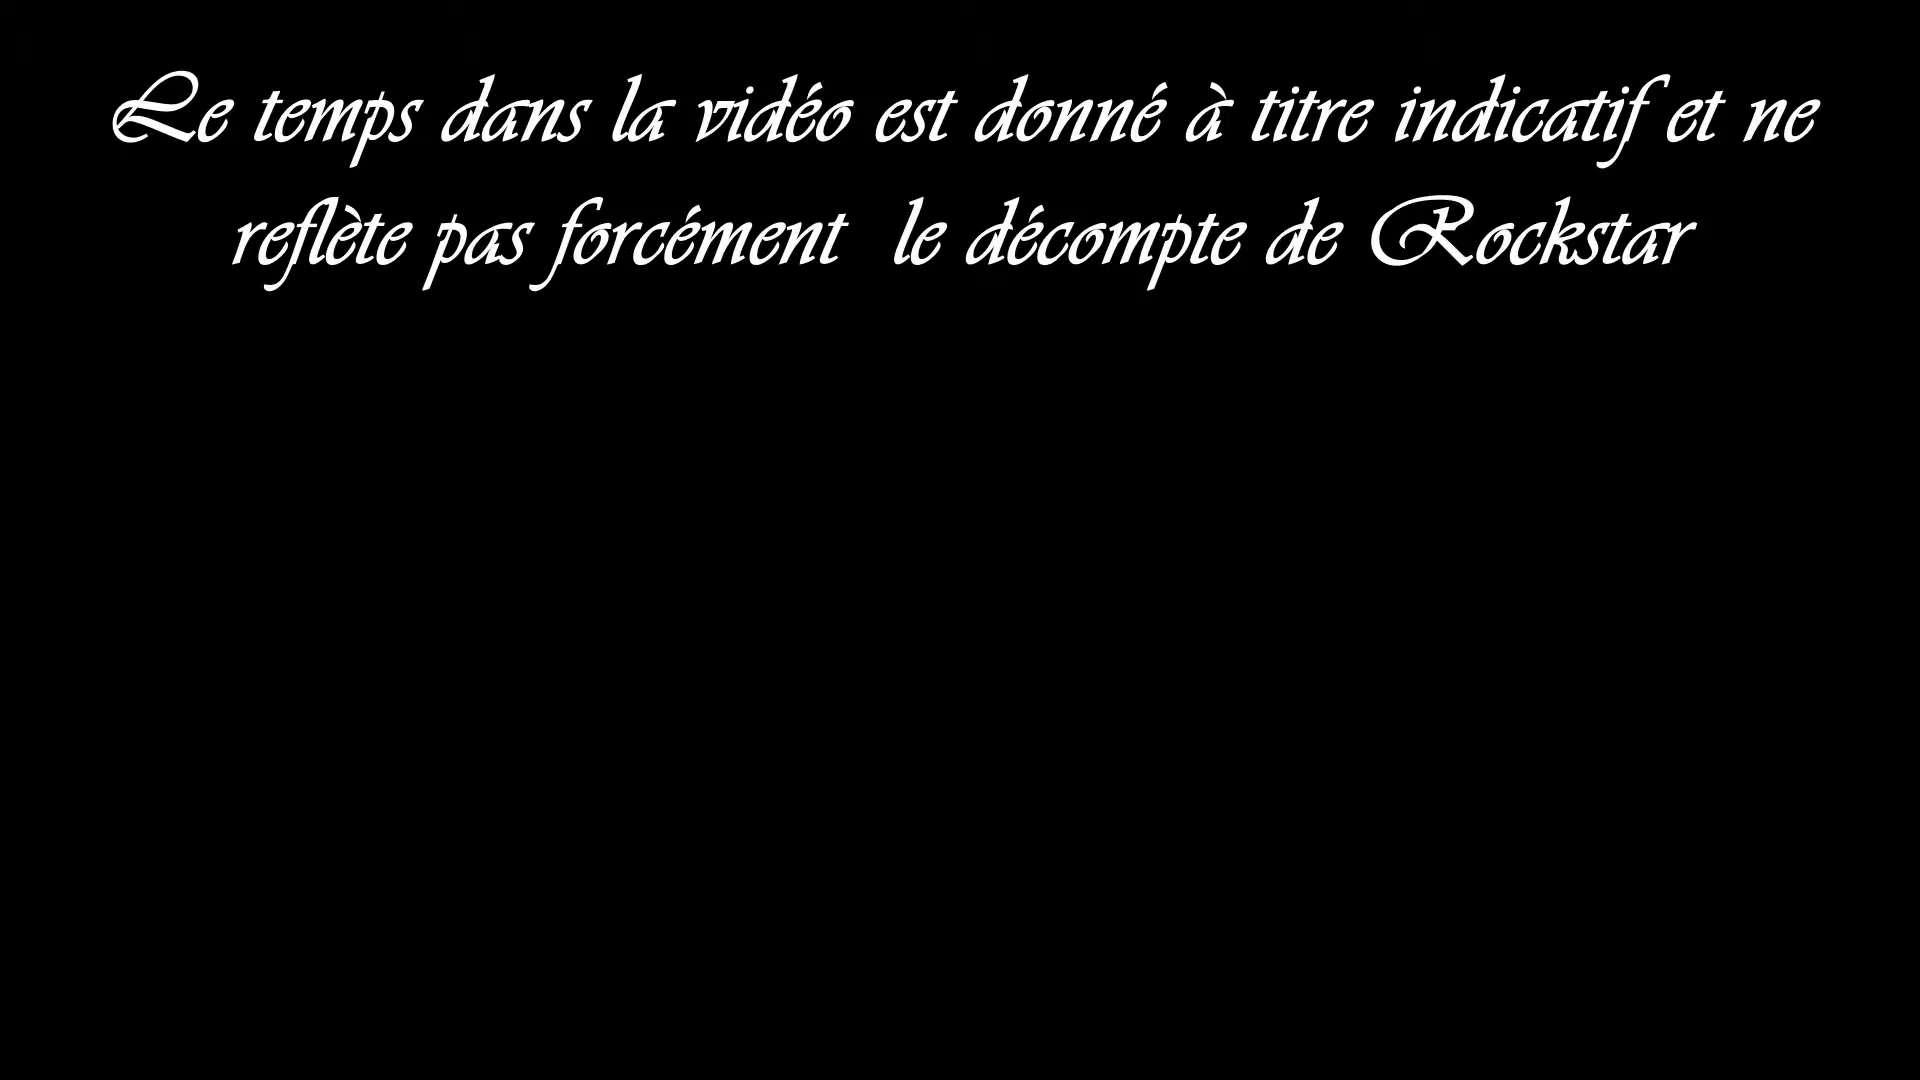 Le temps dans la vidéo est donné à titre indicatif et ne
reflète pas forcément le décompte de Rockstar